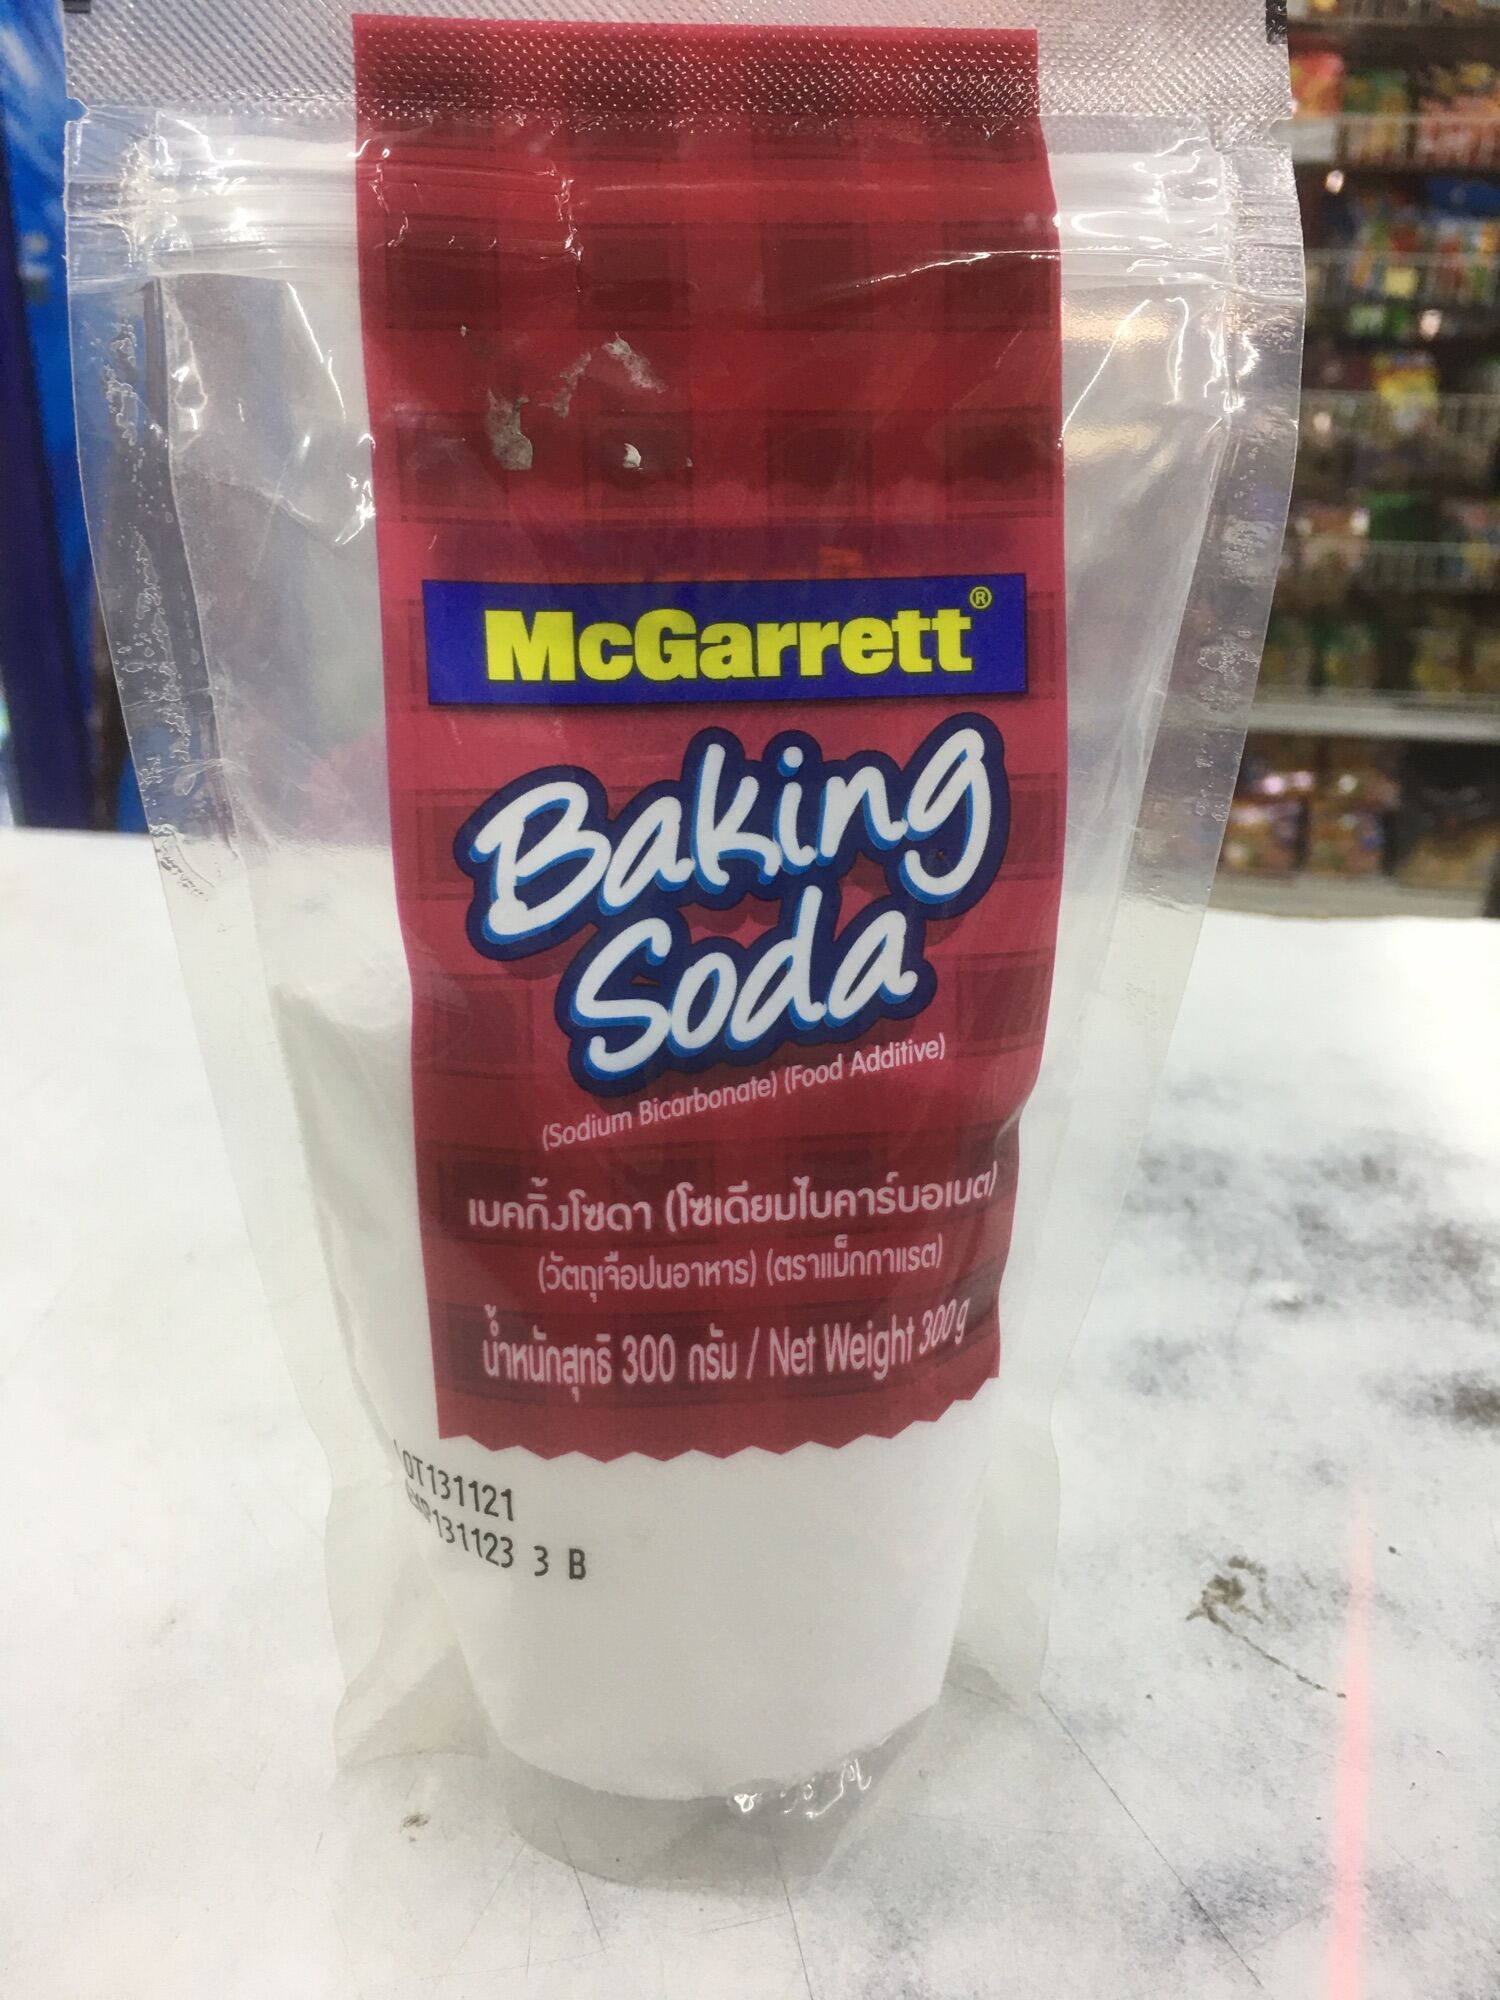 McGarrett®
Baking
Soda
(Sodium Bicarbonate) (Food Additive)
เบคกิ้งโซดา (โซเดียมไบคาร์บอเนต)
(วัตถุเจือปนอาหาร) (ตราแม็กกาแรต)
น้ำหนักสุทธิ 300 กรัม / Net Weight 300 g
LOT131121
EXP131123 3 B